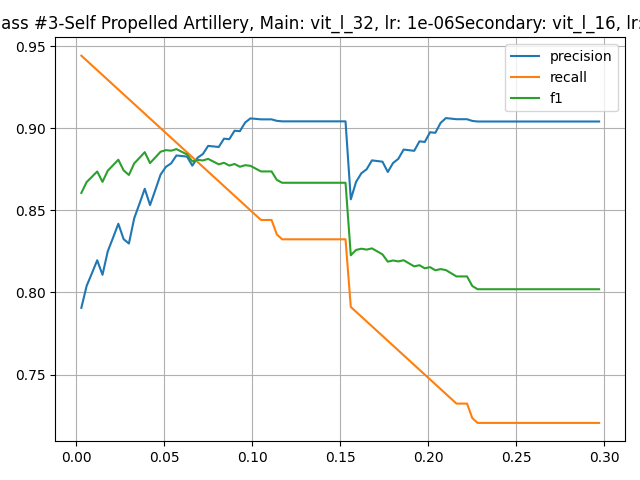 ass #3-Self Propelled Artillery, Main: vit_l_32, lr: 1e-06Secondary: vit_l_16, lr:
precision
recall
f1
0.95
0.90
0.85
0.80
0.75
0.00 0.05 0.10 0.15 0.20 0.25 0.30